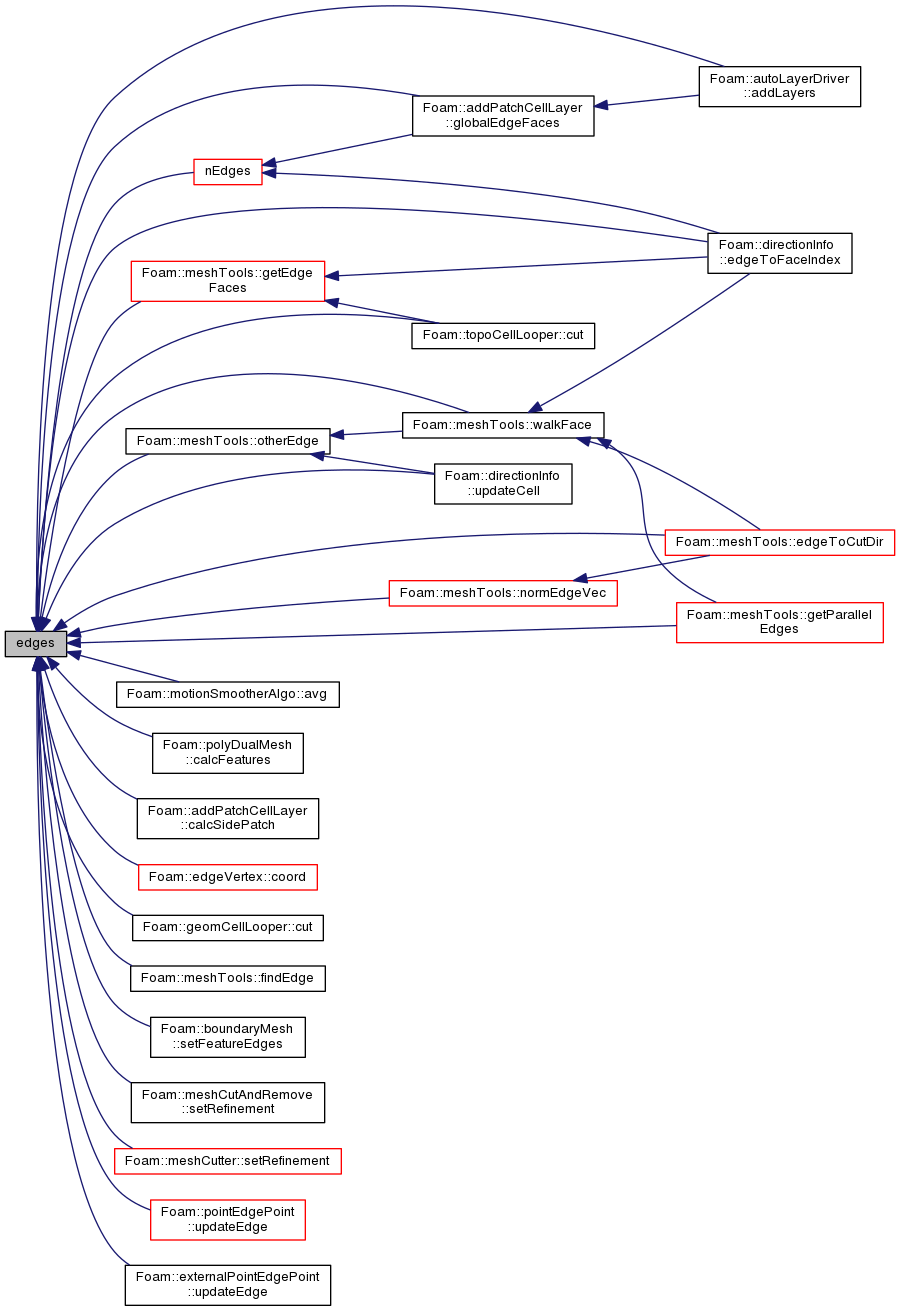 Foam::autoLayerDriver
::addLayers
Foam::addPatchCellLayer
::globalEdgeFaces
nEdges
Foam::directionInfo
::edgeToFaceIndex
Foam::meshTools::getEdge
Faces
Foam::topoCellLooper::cut
Foam::meshTools::walkFace
Foam::meshTools::otherEdge
Foam::directionInfo
::updateCell
Foam::meshTools::edgeToCutDir
Foam::meshTools::normEdgeVec
Foam::meshTools::getParallel
Edges
edges
Foam::motionSmootherAlgo::avg
Foam::polyDualMesh
::calcFeatures
Foam::addPatchCellLayer
::calcSidePatch
Foam::edgeVertex::coord
Foam::geomCellLooper::cut
Foam::meshTools::findEdge
Foam::boundaryMesh
::setFeatureEdges
Foam::meshCutAndRemove
::setRefinement
Foam::meshCutter::setRefinement
Foam::pointEdgePoint
::updateEdge
Foam::externalPointEdgePoint
::updateEdge